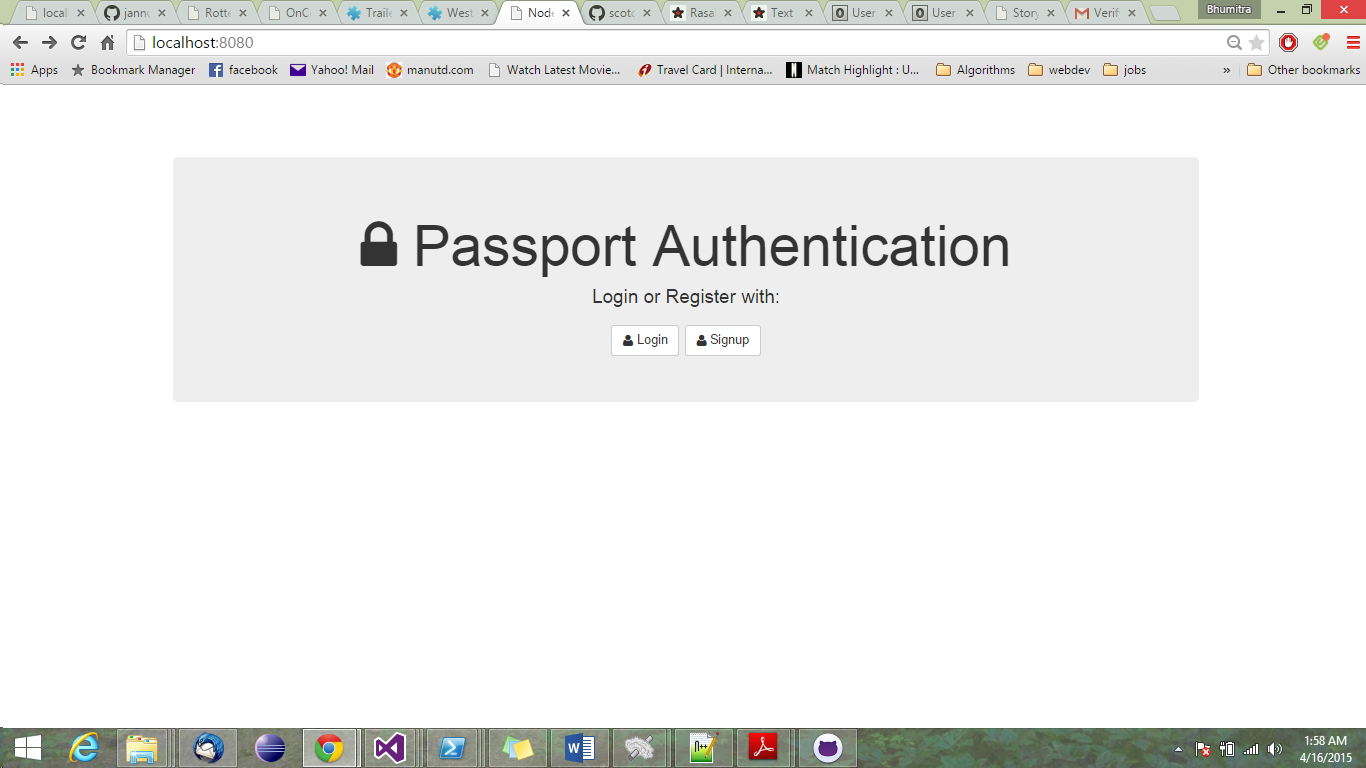 local
Rotte
OnC
Traile
West
Node
scotc
Rasa
Text
User
User
Story
Verif
Bhumitra
localhost:8080
Apps
Bookmark Manager
facebook
Yahoo! Mail
manutd.com
Watch Latest Movie...
Travel Card | Interna...
Match Highlight : U...
Algorithms
webdev
jobs
»
Other bookmarks
Passport Authentication
Login or Register with:
Login
Signup
1:58 AM
4/16/2015